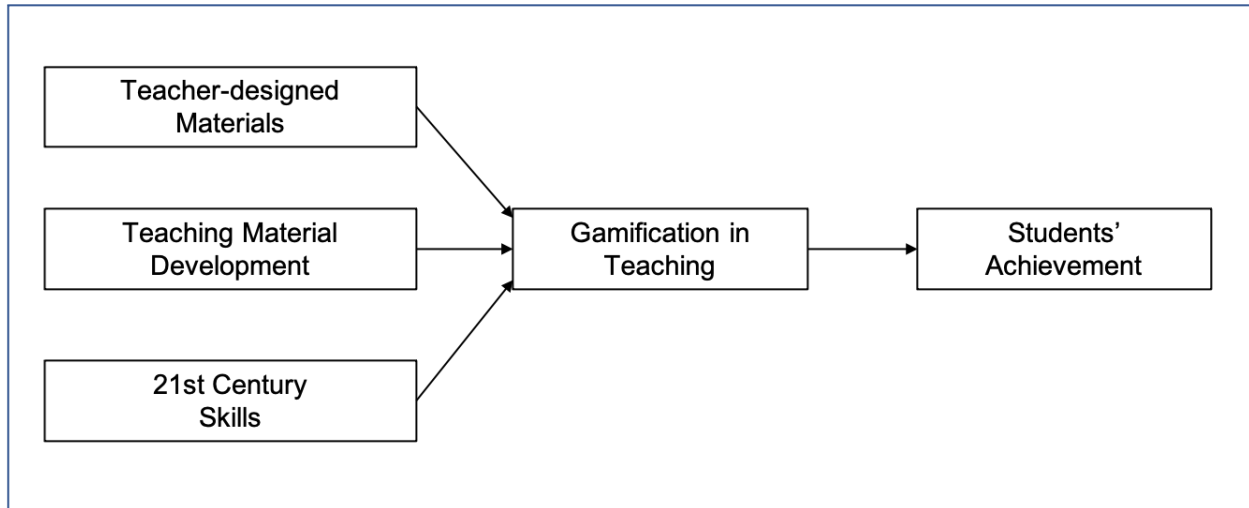 Teacher-designed
Materials
Teaching Material
Development
21st Century
Skills
Gamification in
Teaching
Students’
Achievement